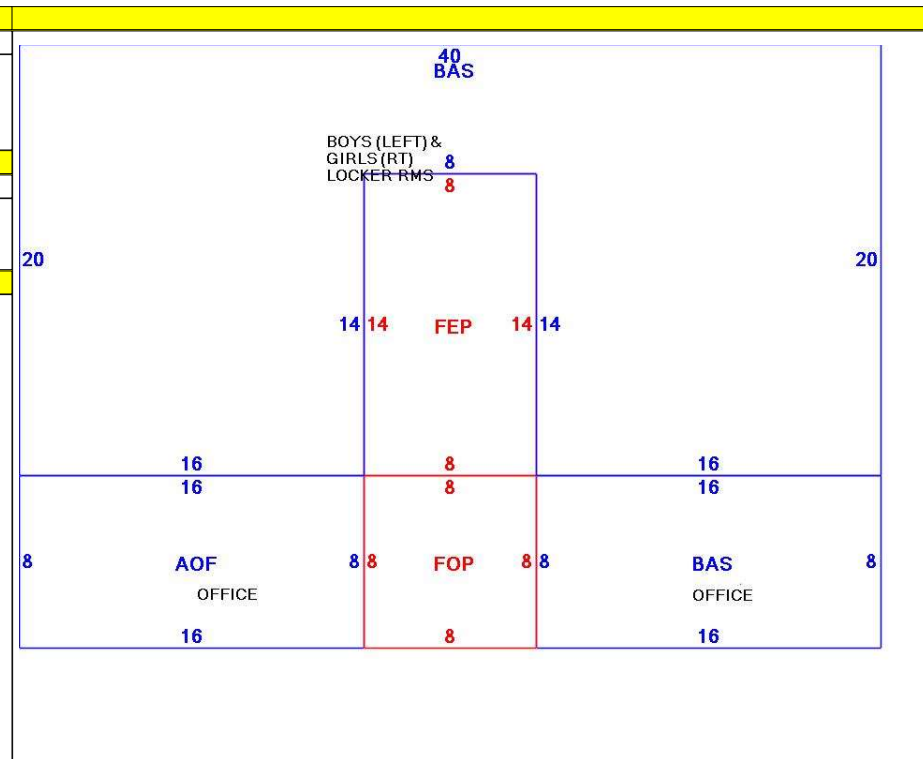 40
BAS
BOYS (LEFT) &
GIRLS (RT)
LOCKER RMS
8
8
20
20
14 14 FEP 14 14
16 8 16
16 8 16
8 AOF 8 8 FOP 8 8 BAS 8
OFFICE OFFICE
16 8 16